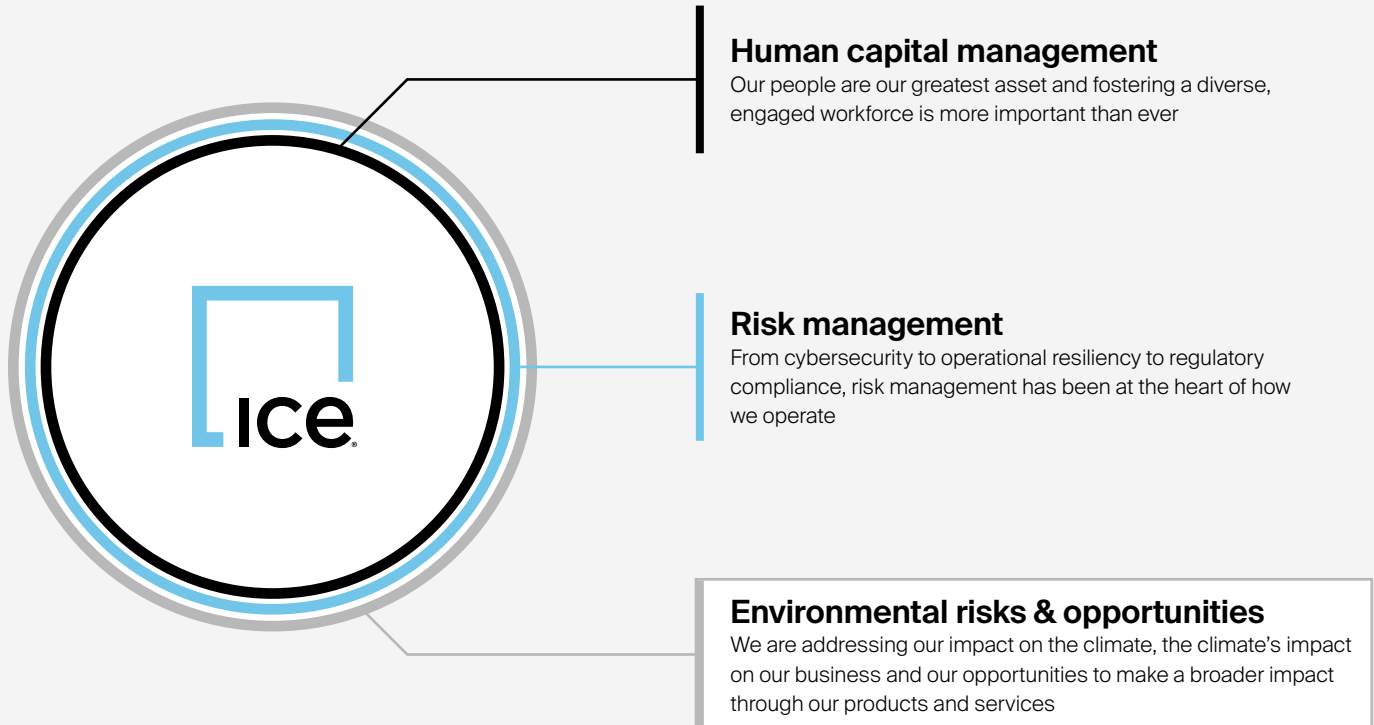 Human capital management
Our people are our greatest asset and fostering a diverse,
engaged workforce is more important than ever
ICe®
Risk management
From cybersecurity to operational resiliency to regulatory
compliance, risk management has been at the heart of how
we operate
Environmental risks & opportunities
We are addressing our impact on the climate, the climate’s impact
on our business and our opportunities to make a broader impact
through our products and services